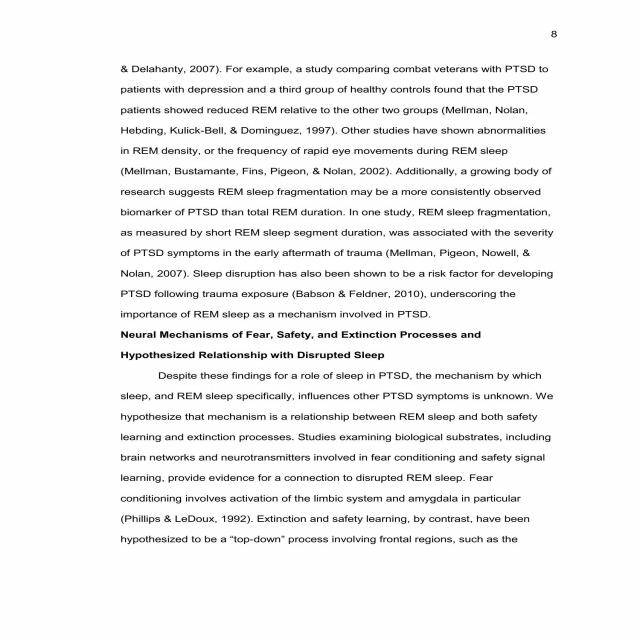 8
& Delahanty, 2007). For example, a study comparing combat veterans with PTSD to
patients with depression and a third group of healthy controls found that the PTSD
patients showed reduced REM relative to the other two groups (Mellman, Nolan,
Hebding, Kulick-Bell, & Dominguez, 1997). Other studies have shown abnormalities
in REM density, or the frequency of rapid eye movements during REM sleep
(Mellman, Bustamante, Fins, Pigeon, & Nolan, 2002). Additionally, a growing body of
research suggests REM sleep fragmentation may be a more consistently observed
biomarker of PTSD than total REM duration. In one study, REM sleep fragmentation,
as measured by short REM sleep segment duration, was associated with the severity
of PTSD symptoms in the early aftermath of trauma (Mellman, Pigeon, Nowell, &
Nolan, 2007). Sleep disruption has also been shown to be a risk factor for developing
PTSD following trauma exposure (Babson & Feldner, 2010), underscoring the
importance of REM sleep as a mechanism involved in PTSD.
Neural Mechanisms of Fear, Safety, and Extinction Processes and
Hypothesized Relationship with Disrupted Sleep
Despite these findings for a role of sleep in PTSD, the mechanism by which
sleep, and REM sleep specifically, influences other PTSD symptoms is unknown. We
hypothesize that mechanism is a relationship between REM sleep and both safety
learning and extinction processes. Studies examining biological substrates, including
brain networks and neurotransmitters involved in fear conditioning and safety signal
learning, provide evidence for a connection to disrupted REM sleep. Fear
conditioning involves activation of the limbic system and amygdala in particular
(Phillips & LeDoux, 1992). Extinction and safety learning, by contrast, have been
hypothesized to be a “top-down” process involving frontal regions, such as the